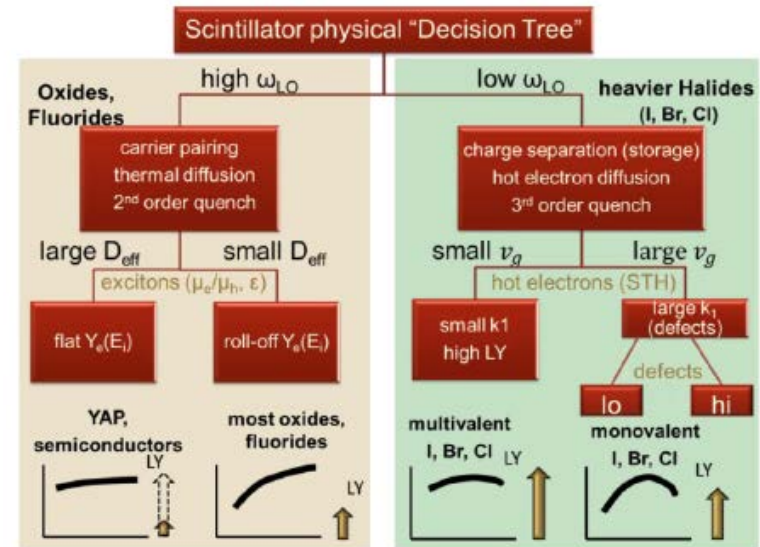 Scintillator physical “Decision Tree”
high ωLO
low ωLO
Oxides,
Fluorides
heavier Halides
(I, Br, Cl)
carrier pairing
thermal diffusion
2nd order quench
charge separation (storage)
hot electron diffusion
3rd order quench
large Deff
small Deff
small vg
large vg
excitons (μe/μh, ε)
hot electrons (STH)
flat Ye(Ei)
roll-off Ye(Ei)
small k1
high LY
large k1
(defects)
defects
lo
hi
YAP,
semiconductors
most oxides,
fluorides
multivalent
I, Br, Cl
monovalent
I, Br, Cl
LY
LY
LY
LY